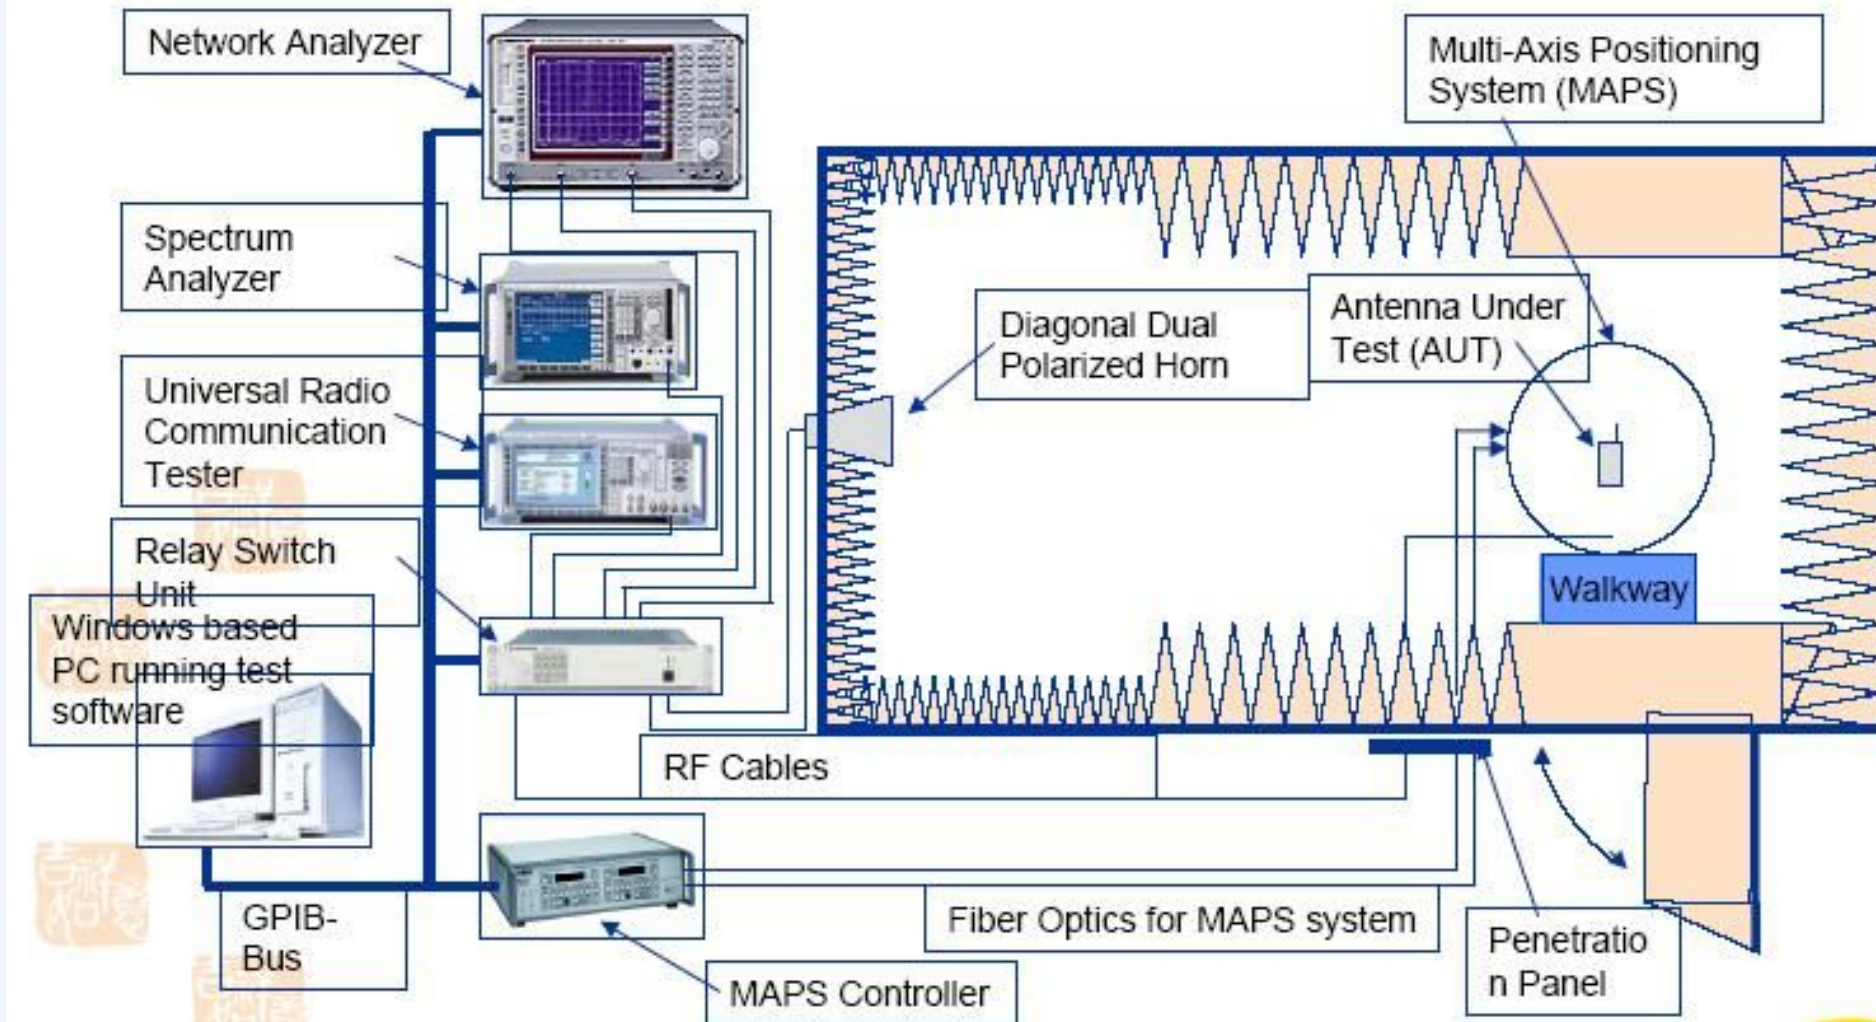 Network Analyzer
Multi-Axis Positioning
System (MAPS)
Spectrum
Analyzer
Diagonal Dual
Polarized Horn
Antenna Under
Test (AUT)
Universal Radio
Communication
Tester
Relay Switch
Unit
Walkway
Windows based
PC running test
software
RF Cables
GPIB-
Bus
Fiber Optics for MAPS system
Penetratio
n Panel
MAPS Controller